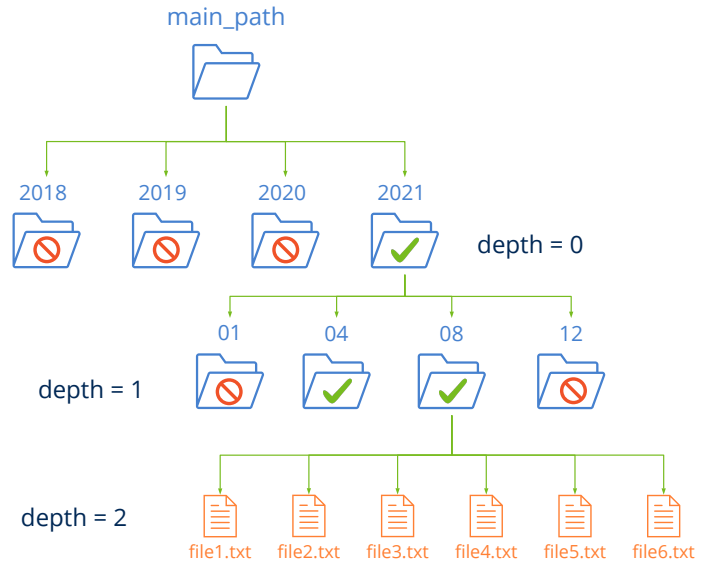 main_path
2018 2019 2020 2021
depth = 0
01 04 08 12
depth = 1
depth = 2
file1.txt file2.txt file3.txt file4.txt file5.txt file6.txt